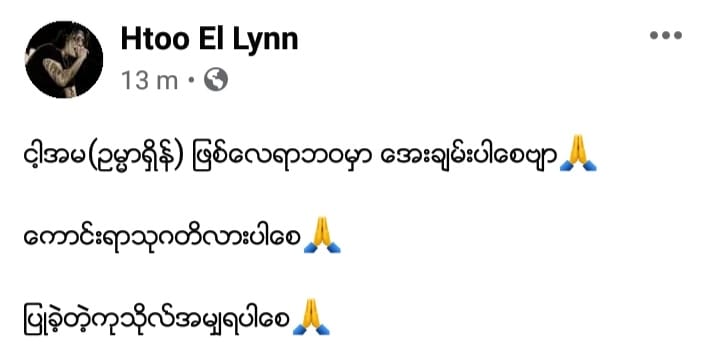 Htoo El Lynn
13 m
ငါ့အမ(ဥမ္မာရှိန်) ဖြစ်လေရာဘဝမှာ အေးချမ်းပါစေဗျာ🙏
ကောင်းရာသုဂတိလားပါစေ🙏
ပြုခဲ့တဲ့ကုသိုလ်အမျှရပါစေ🙏